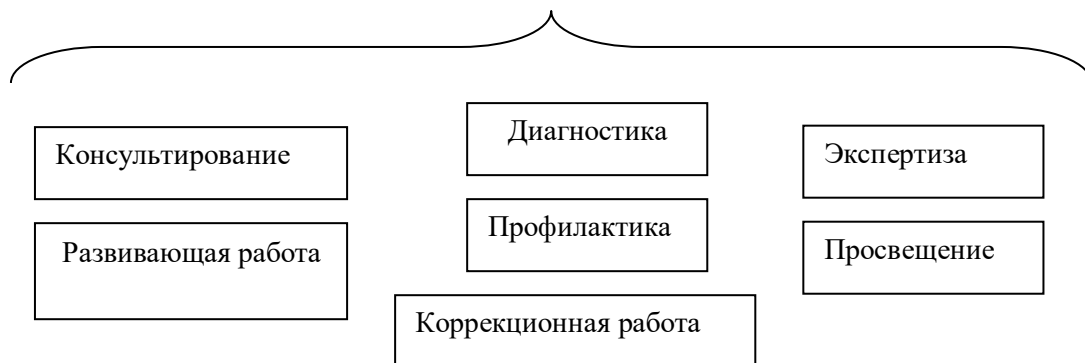 Консультирование
Диагностика
Экспертиза
Развивающая работа
Профилактика
Просвещение
Коррекционная работа